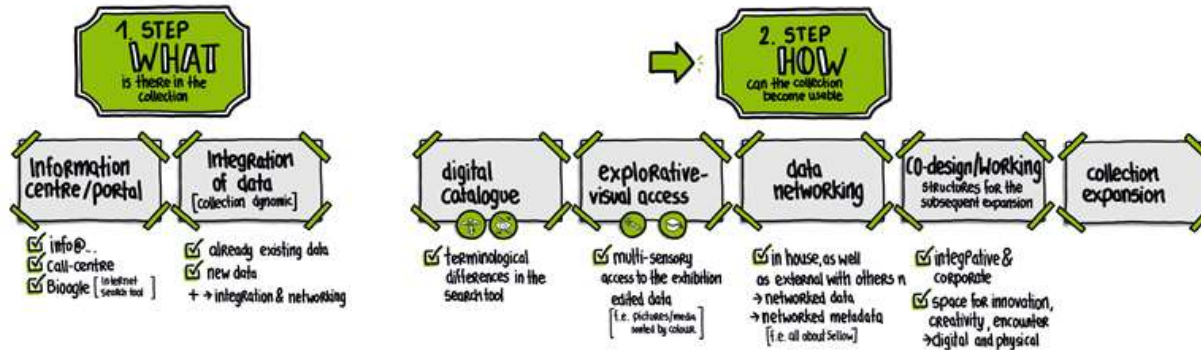 1. STEP
WHAT
is there in the
collection
Information
centre/portal
info@...
Call-centre
Bioogle [internet
search tool]
Integration
of data
[collection dynamic]
already existing data
new data
+ → integration & networking
2. STEP
HOW
can the collection
become usable
digital
catalogue
terminological
differences in the
search tool
explorative-
visual access
multi-sensory
access to the exhibition
edited data
[f.e. pictures/media
sorted by colour]
data
networking
in house, as well
as external with others n
→ networked data
→ networked metadata
[f.e. all about Sellow]
CO-design/Working
structures for the
subsequent expansion
integrative &
corporate
space for innovation,
creativity, encounter
→ digital and physical
collection
expansion